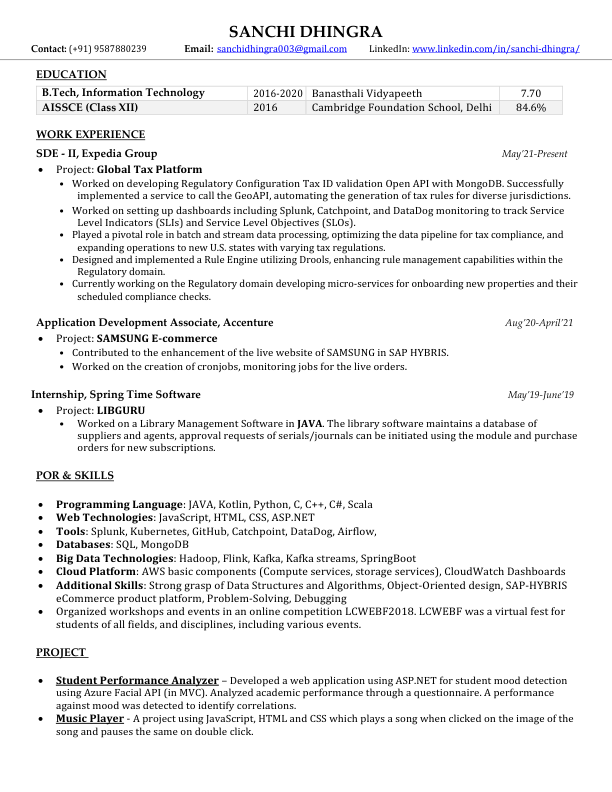 SANCHI DHINGRA
Contact: (+91) 9587880239 Email: sanchidhingra003@gmail.com LinkedIn: www.linkedin.com/in/sanchi-dhingra/
EDUCATION
B.Tech, Information Technology 2016-2020 Banasthali Vidyapeeth 7.70
AISSCE (Class XII) 2016 Cambridge Foundation School, Delhi 84.6%
WORK EXPERIENCE
SDE - II, Expedia Group May'21-Present
• Project: Global Tax Platform
• Worked on developing Regulatory Configuration Tax ID validation Open API with MongoDB. Successfully
implemented a service to call the GeoAPI, automating the generation of tax rules for diverse jurisdictions.
• Worked on setting up dashboards including Splunk, Catchpoint, and DataDog monitoring to track Service
Level Indicators (SLIs) and Service Level Objectives (SLOs).
• Played a pivotal role in batch and stream data processing, optimizing the data pipeline for tax compliance, and
expanding operations to new U.S. states with varying tax regulations.
• Designed and implemented a Rule Engine utilizing Drools, enhancing rule management capabilities within the
Regulatory domain.
• Currently working on the Regulatory domain developing micro-services for onboarding new properties and their
scheduled compliance checks.
Application Development Associate, Accenture Aug'20-April'21
• Project: SAMSUNG E-commerce
• Contributed to the enhancement of the live website of SAMSUNG in SAP HYBRIS.
• Worked on the creation of cronjobs, monitoring jobs for the live orders.
Internship, Spring Time Software May'19-June'19
• Project: LIBGURU
• Worked on a Library Management Software in JAVA. The library software maintains a database of
suppliers and agents, approval requests of serials/journals can be initiated using the module and purchase
orders for new subscriptions.
POR & SKILLS
• Programming Language: JAVA, Kotlin, Python, C, C++, C#, Scala
• Web Technologies: JavaScript, HTML, CSS, ASP.NET
• Tools: Splunk, Kubernetes, GitHub, Catchpoint, DataDog, Airflow,
• Databases: SQL, MongoDB
• Big Data Technologies: Hadoop, Flink, Kafka, Kafka streams, SpringBoot
• Cloud Platform: AWS basic components (Compute services, storage services), CloudWatch Dashboards
• Additional Skills: Strong grasp of Data Structures and Algorithms, Object-Oriented design, SAP-HYBRIS
eCommerce product platform, Problem-Solving, Debugging
• Organized workshops and events in an online competition LCWEBF2018. LCWEBF was a virtual fest for
students of all fields, and disciplines, including various events.
PROJECT
• Student Performance Analyzer – Developed a web application using ASP.NET for student mood detection
using Azure Facial API (in MVC). Analyzed academic performance through a questionnaire. A performance
against mood was detected to identify correlations.
• Music Player - A project using JavaScript, HTML and CSS which plays a song when clicked on the image of the
song and pauses the same on double click.